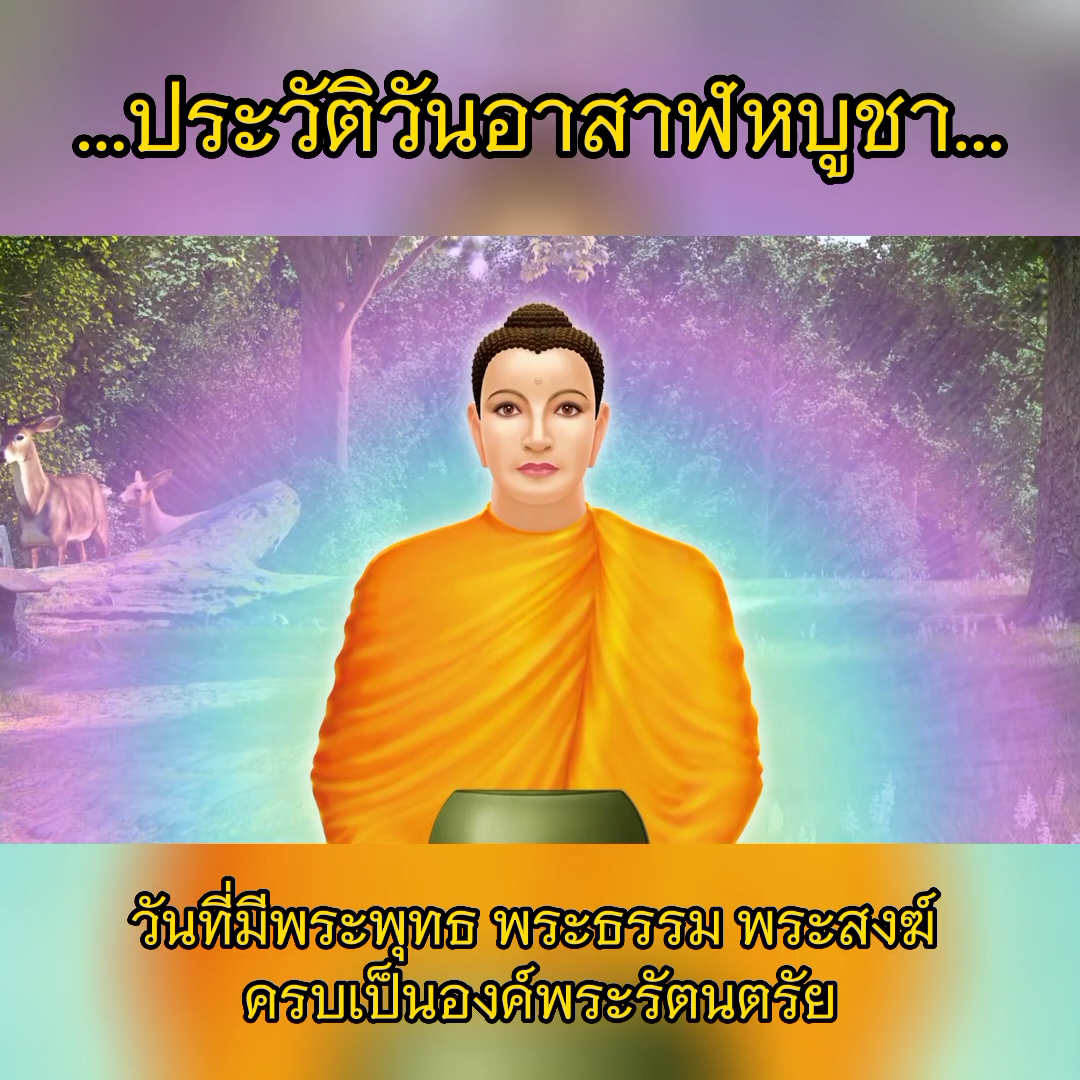 ...ประวัติวันอาสาฬหบูชา...
วันที่มีพระพุทธ พระธรรม พระสงฆ์
ครบเป็นองค์พระรัตนตรัย